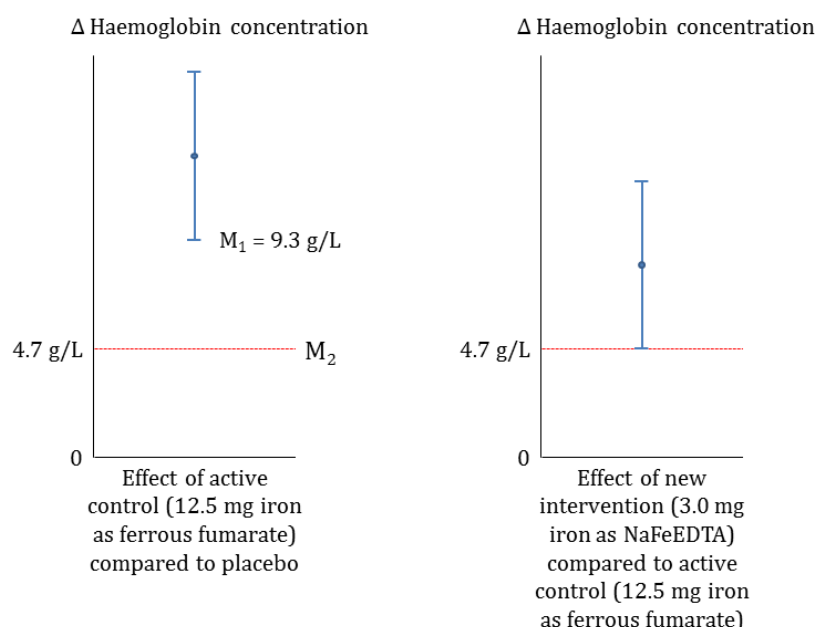 Δ Haemoglobin concentration
M₁ = 9.3 g/L
4.7 g/L
M₂
0
Effect of active
control (12.5 mg iron
as ferrous fumarate)
compared to placebo
Δ Haemoglobin concentration
4.7 g/L
0
Effect of new
intervention (3.0 mg
iron as NaFeEDTA)
compared to active
control (12.5 mg iron
as ferrous fumarate)